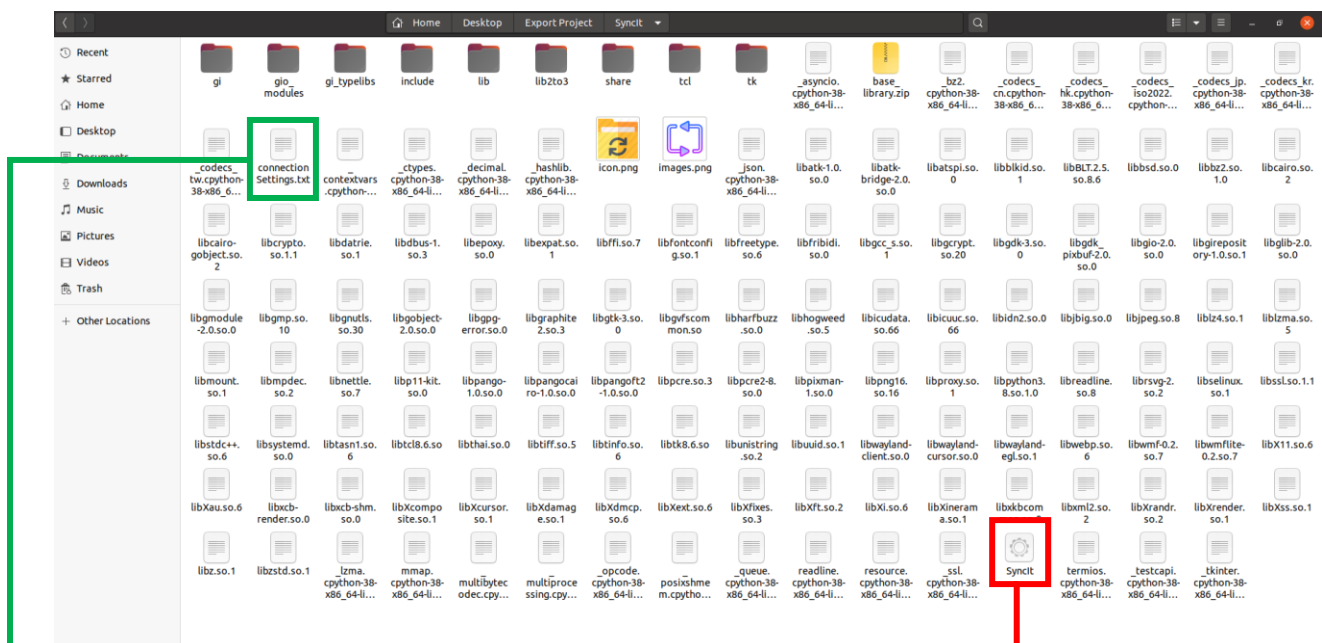 Home Desktop Export Project SyncIt
Recent
Starred
Home
Desktop
Documents
Downloads
Music
Pictures
Videos
Trash
+ Other Locations
gi gio_ gi_typelibs include lib lib2to3 share tcl tk _asyncio. base_ _bz2. _codecs_ _codecs_ _codecs_ _codecs_jp. _codecs_kr.
modules cpython-38- library.zip cpython-38- cn.cpython- hk.cpython- iso2022. cpython-38- cpython-38-
x86_64-li... x86_64-li... 38-x86_6... 38-x86_6... cpython-... x86_64-li... x86_64-li...
_codecs_ connection _ _ctypes. _decimal. _hashlib. icon.png images.png _json. libatk-1.0. libatk- libatspi.so. libblkid.so. libBLT.2.5. libbsd.so.0 libbz2.so. libcairo.so.
tw.cpython- Settings.txt contextvars cpython-38- cpython-38- cpython-38- cpython-38- so.0 bridge-2.0. 0 1 so.8.6 1.0 2
38-x86_6... .cpython-... x86_64-li... x86_64-li... x86_64-li... x86_64-li... so.0
libcairo- libcrypto. libdatrie. libdbus-1. libepoxy. libexpat.so. libffi.so.7 libfontconfi libfreetype. libfribidi. libgcc_s.so. libgcrypt. libgdk-3.so. libgdk_ libgio-2.0. libgireposit libglib-2.0.
gobject.so. so.1.1 so.1 so.3 so.0 1 g.so.1 so.6 so.0 1 so.20 0 pixbuf-2.0. so.0 ory-1.0.so.1 so.0
2 so.0
libgmodule libgmp.so. libgnutls. libgobject- libgpg- libgraphite libgtk-3.so. libgvfscom libharfbuzz libhogweed libicudata. libicuuc.so. libidn2.so.0 libjbig.so.0 libjpeg.so.8 liblz4.so.1 liblzma.so.
-2.0.so.0 10 so.30 2.0.so.0 error.so.0 2.so.3 0 mon.so .so.0 .so.5 so.66 66 5
libmount. libmpdec. libnettle. libp11-kit. libpango- libpangocai libpangoft2 libpcre.so.3 libpcre2-8. libpixman- libpng16. libproxy.so. libpython3. libreadline. librsvg-2. libselinux. libssl.so.1.1
so.1 so.2 so.7 so.0 1.0.so.0 ro-1.0.so.0 -1.0.so.0 so.0 1.so.0 so.16 1 8.so.1.0 so.8 so.2 so.1
libstdc++. libsystemd. libtasn1.so. libtcl8.6.so libthai.so.0 libtiff.so.5 libtinfo.so. libtk8.6.so libunistring libuuid.so.1 libwayland- libwayland- libwayland- libwebp.so. libwmf-0.2. libwmflite- libX11.so.6
so.6 so.0 6 6 .so.2 client.so.0 cursor.so.0 egl.so.1 6 so.7 0.2.so.7
libXau.so.6 libxcb- libxcb-shm. libXcompo libXcursor. libXdamag libXdmcp. libXext.so.6 libXfixes. libXft.so.2 libXi.so.6 libXineram libxkbcom libxml2.so. libXrandr. libXrender. libXss.so.1
render.so.0 so.0 site.so.1 so.1 e.so.1 so.6 so.3 a.so.1 2 so.2 so.1
libz.so.1 libzstd.so.1 _lzma. mmap. _ _ _opcode. _ _queue. readline. resource. _ssl. SyncIt termios. _testcapi. _tkinter.
cpython-38- cpython-38- multibytec multiproce cpython-38- posixshme cpython-38- cpython-38- cpython-38- cpython-38- cpython-38- cpython-38- cpython-38-
x86_64-li... x86_64-li... odec.cpy... ssing.cpy... x86_64-li... m.cpytho... x86_64-li... x86_64-li... x86_64-li... x86_64-li... x86_64-li... x86_64-li... x86_64-li...